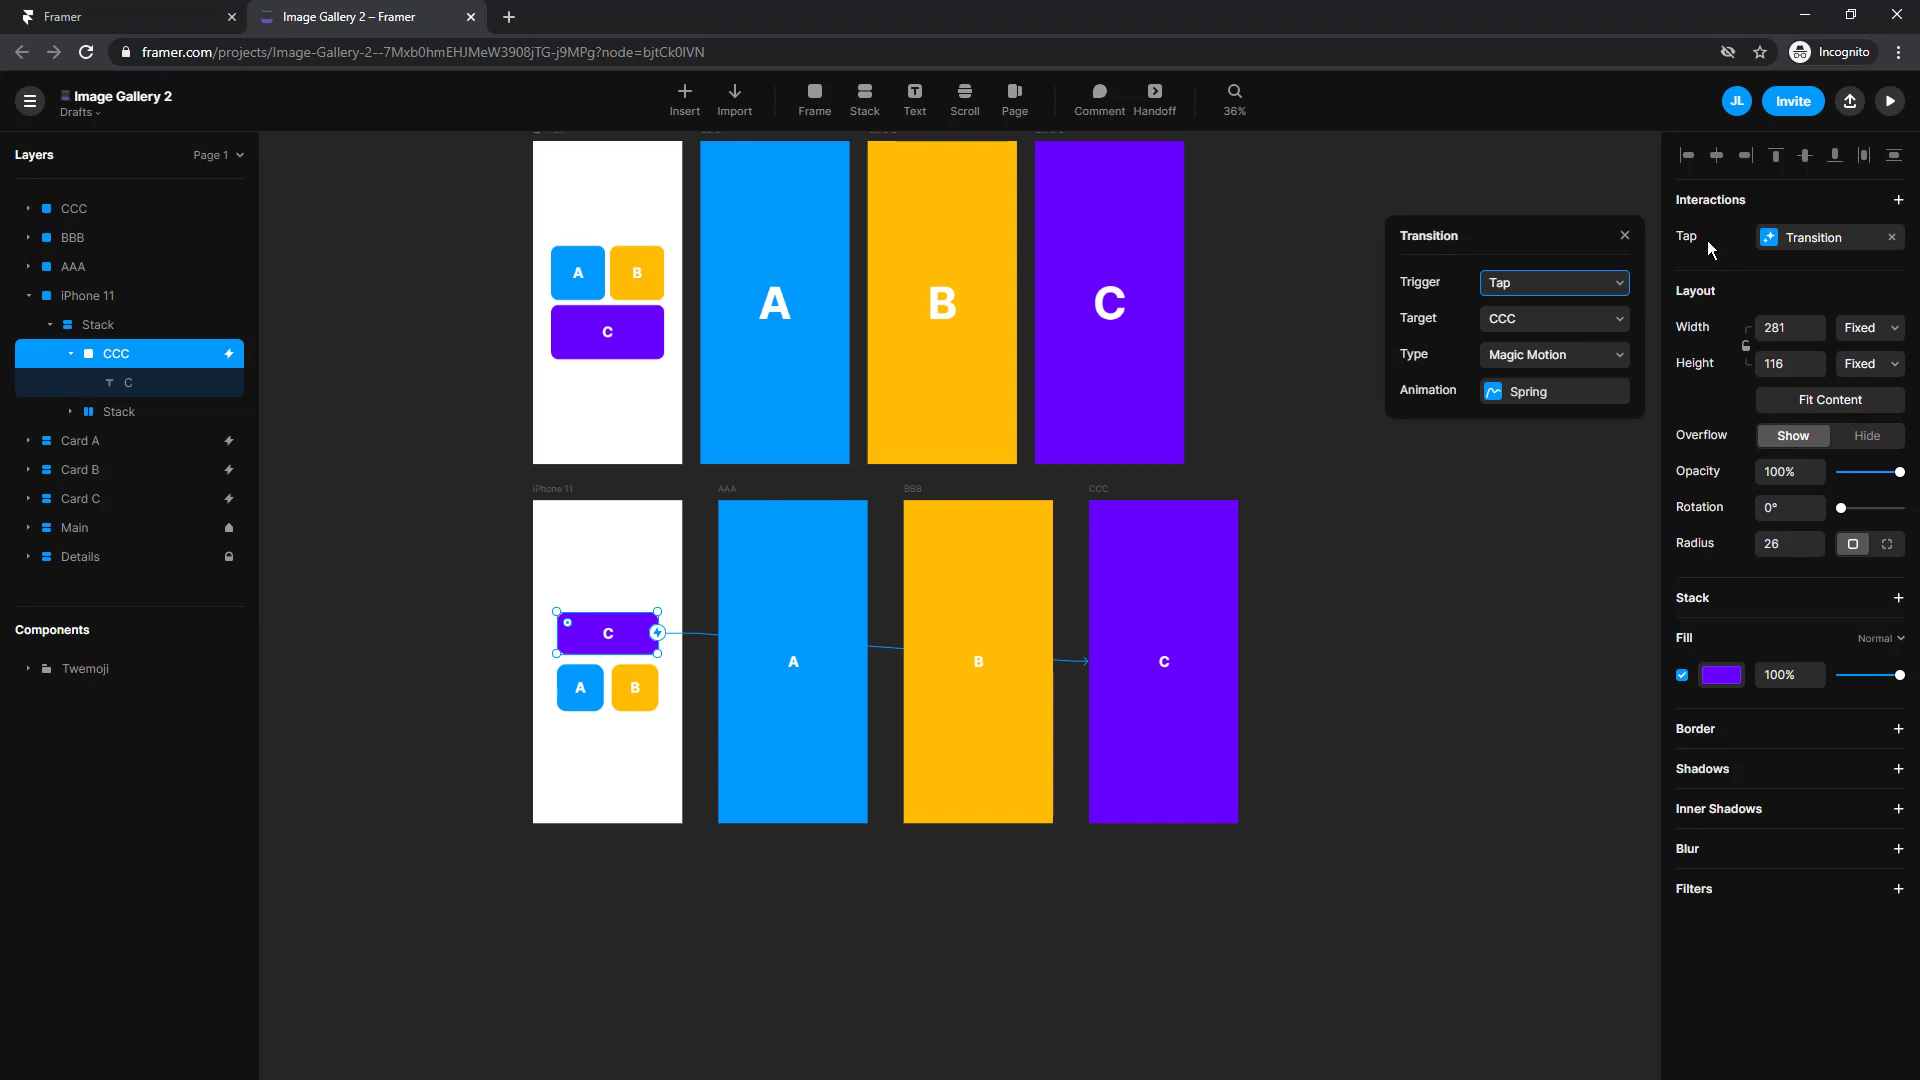 Framer
Image Gallery 2 – Framer
framer.com/projects/Image-Gallery-2--7Mxb0hmEHJMeW3908jTG-j9MPg?node=bjtCk0IVN
Incognito
Image Gallery 2
Drafts
Insert
Import
Frame
Stack
Text
Scroll
Page
Comment
Handoff
36%
JL
Invite
Layers
Page 1
CCC
BBB
AAA
iPhone 11
Stack
CCC
C
Stack
Card A
Card B
Card C
Main
Details
Components
Twemoji
A
B
C
A
B
C
iPhone 11
AAA
BBB
CCC
C
A
B
A
B
C
Transition
Trigger
Tap
Target
CCC
Type
Magic Motion
Animation
Spring
Interactions
Tap
Transition
Layout
Width
281
Fixed
Height
116
Fixed
Fit Content
Overflow
Show
Hide
Opacity
100%
Rotation
0°
Radius
26
Stack
Fill
Normal
100%
Border
Shadows
Inner Shadows
Blur
Filters